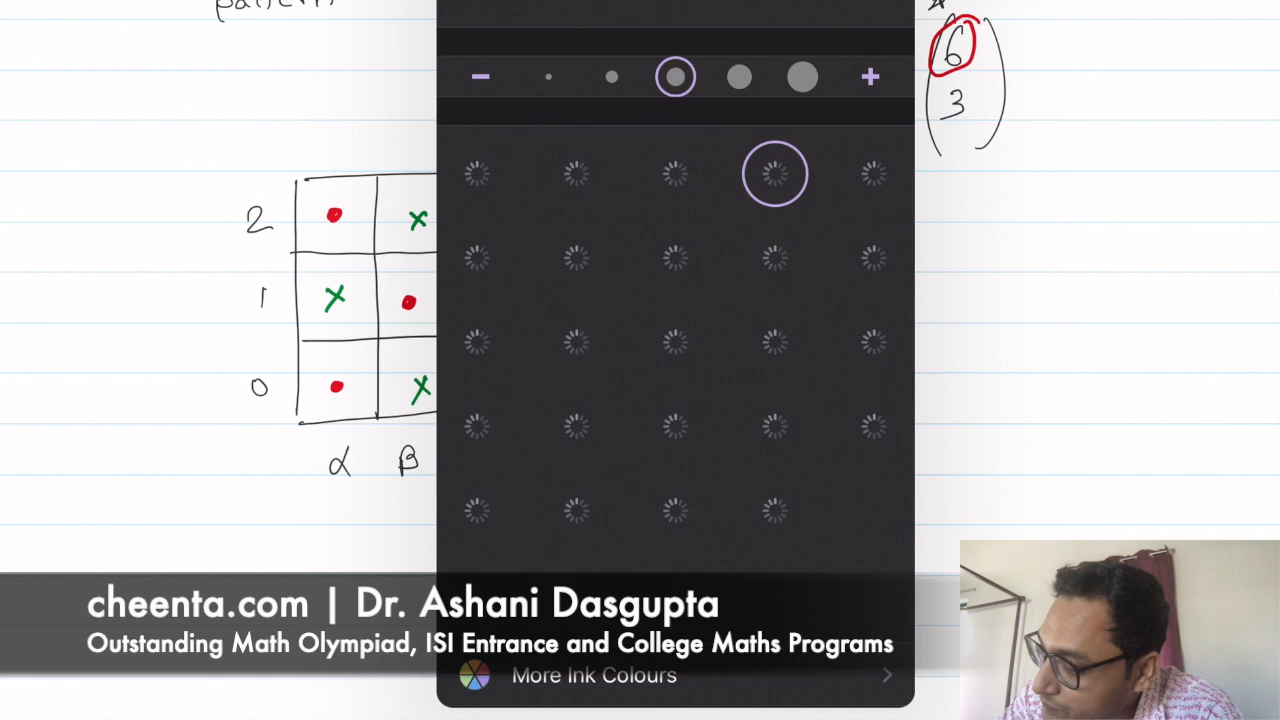 pattern
6
3
2
1
0
α β
cheenta.com | Dr. Ashani Dasgupta
Outstanding Math Olympiad, ISI Entrance and College Maths Programs
More Ink Colours